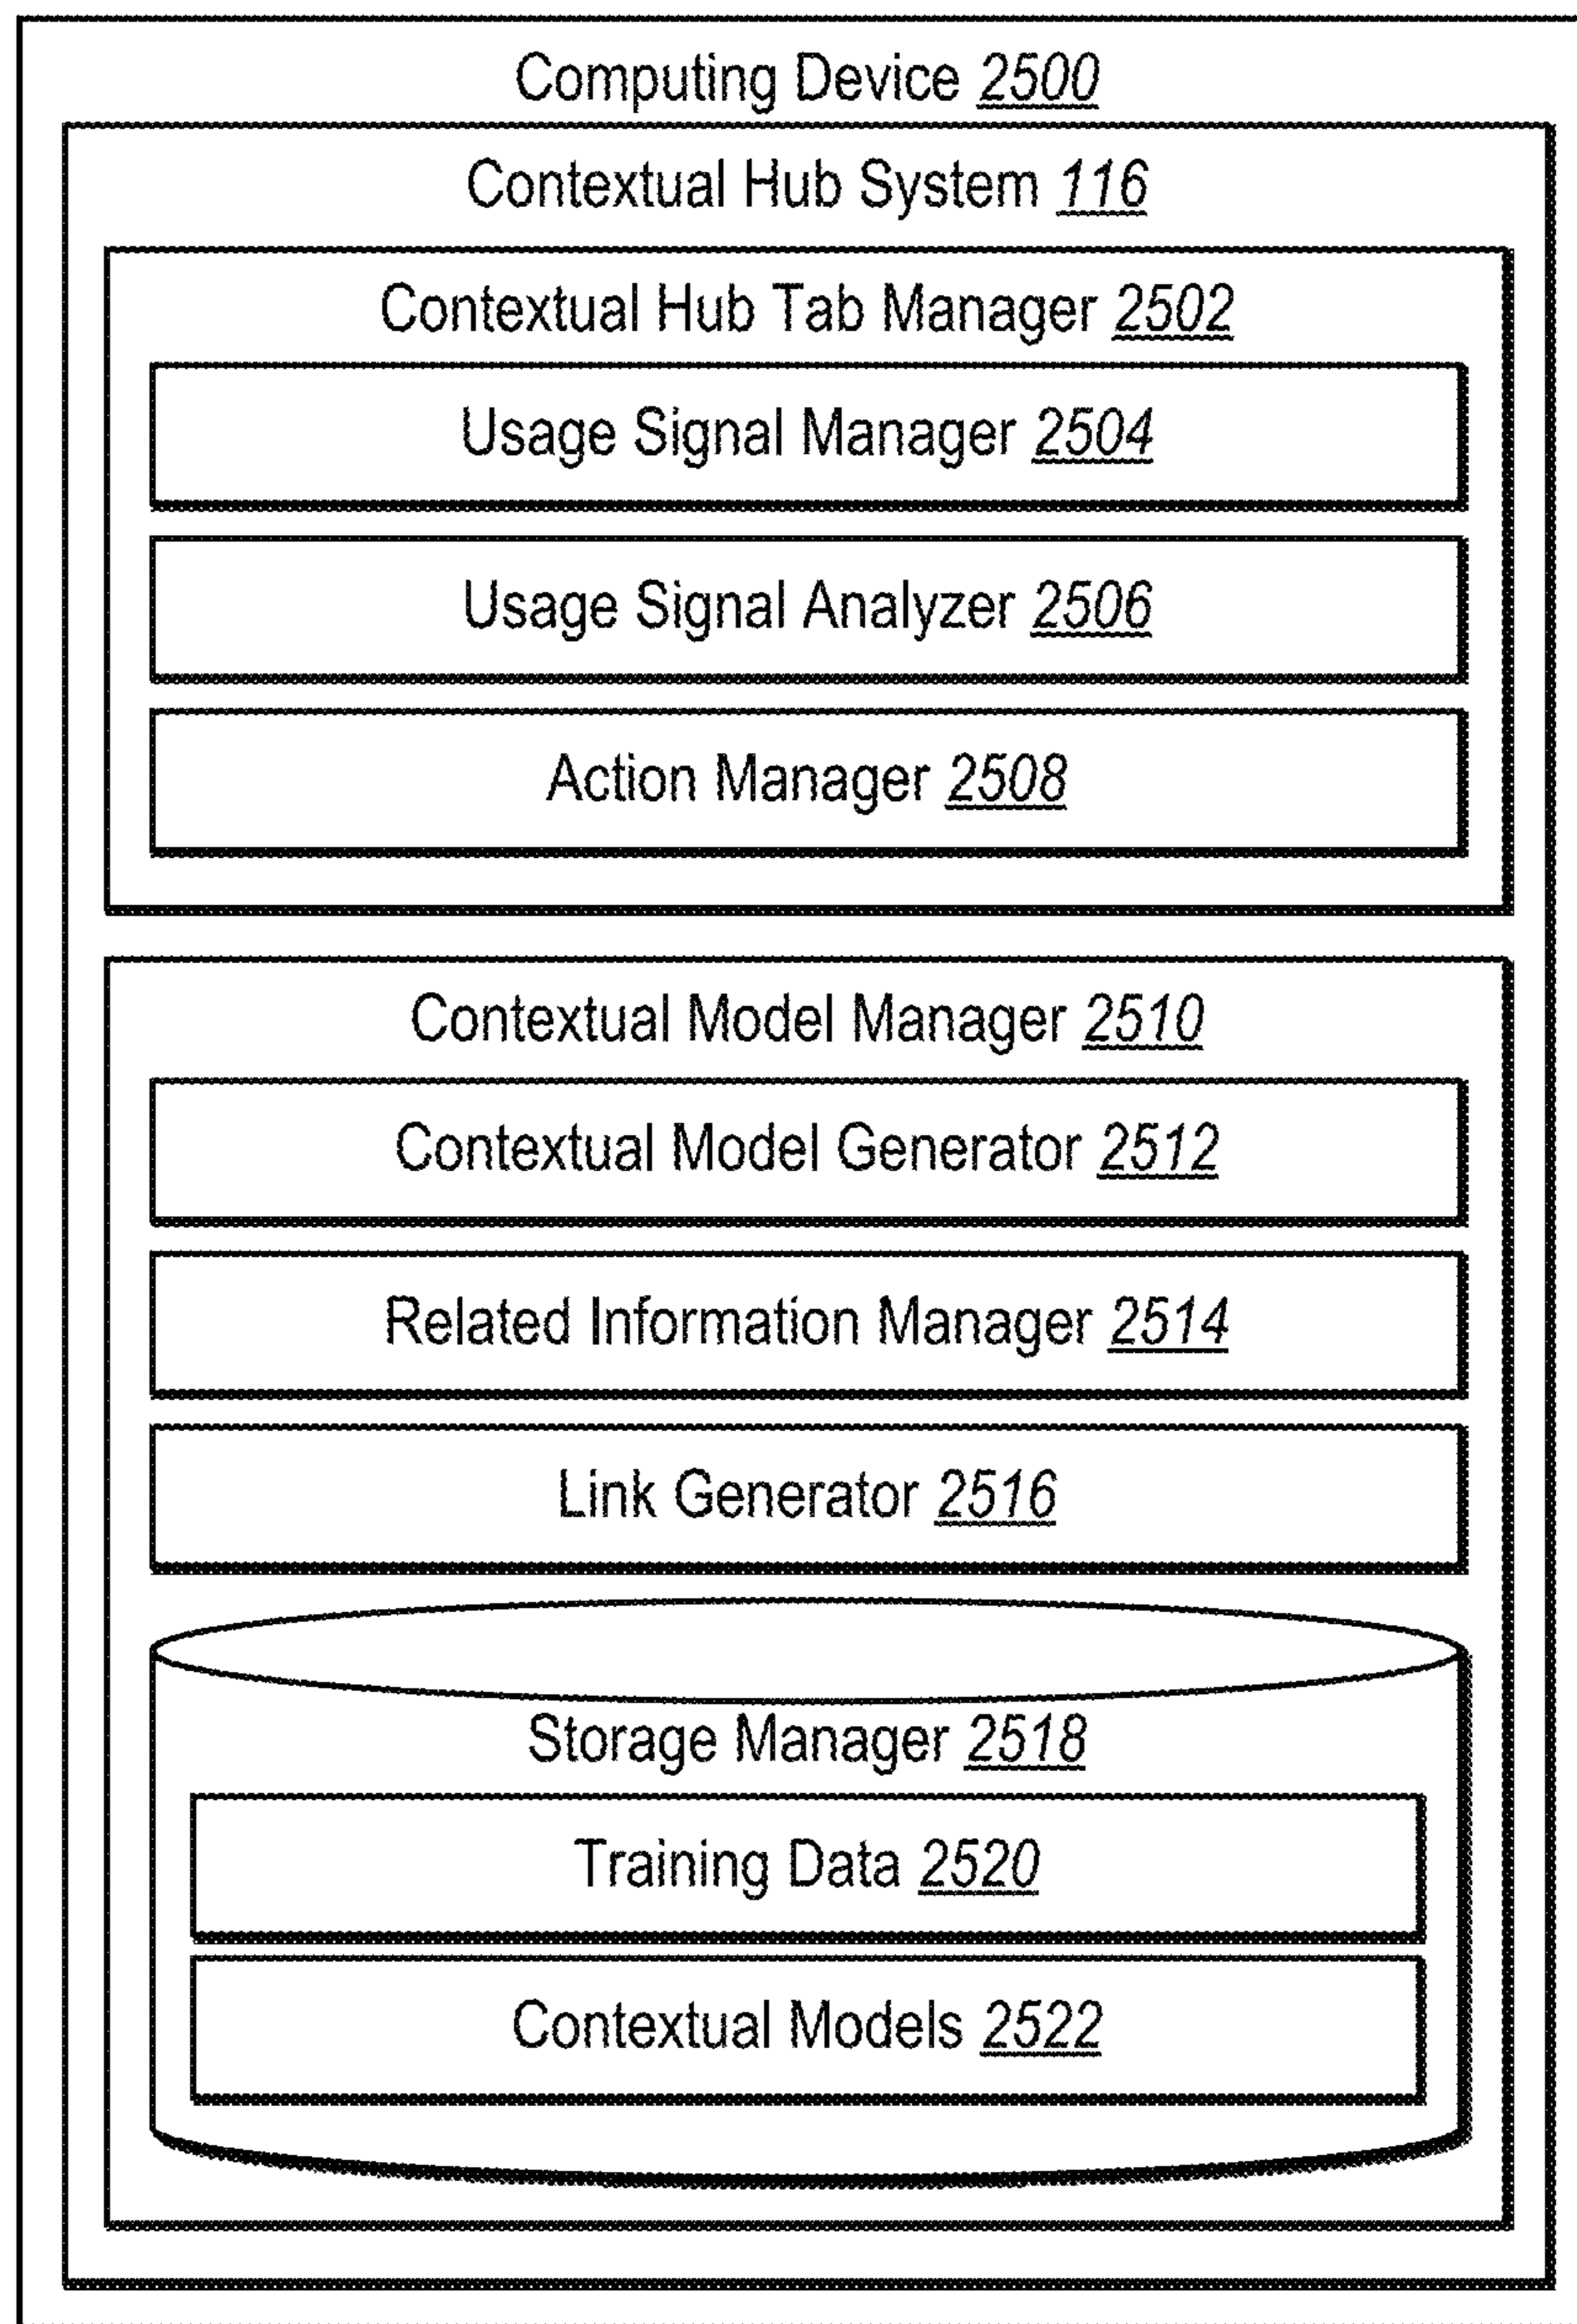 Computing Device 2500
Contextual Hub System 116
Contextual Hub Tab Manager 2502
Usage Signal Manager 2504
Usage Signal Analyzer 2506
Action Manager 2508
Contextual Model Manager 2510
Contextual Model Generator 2512
Related Information Manager 2514
Link Generator 2516
Storage Manager 2518
Training Data 2520
Contextual Models 2522